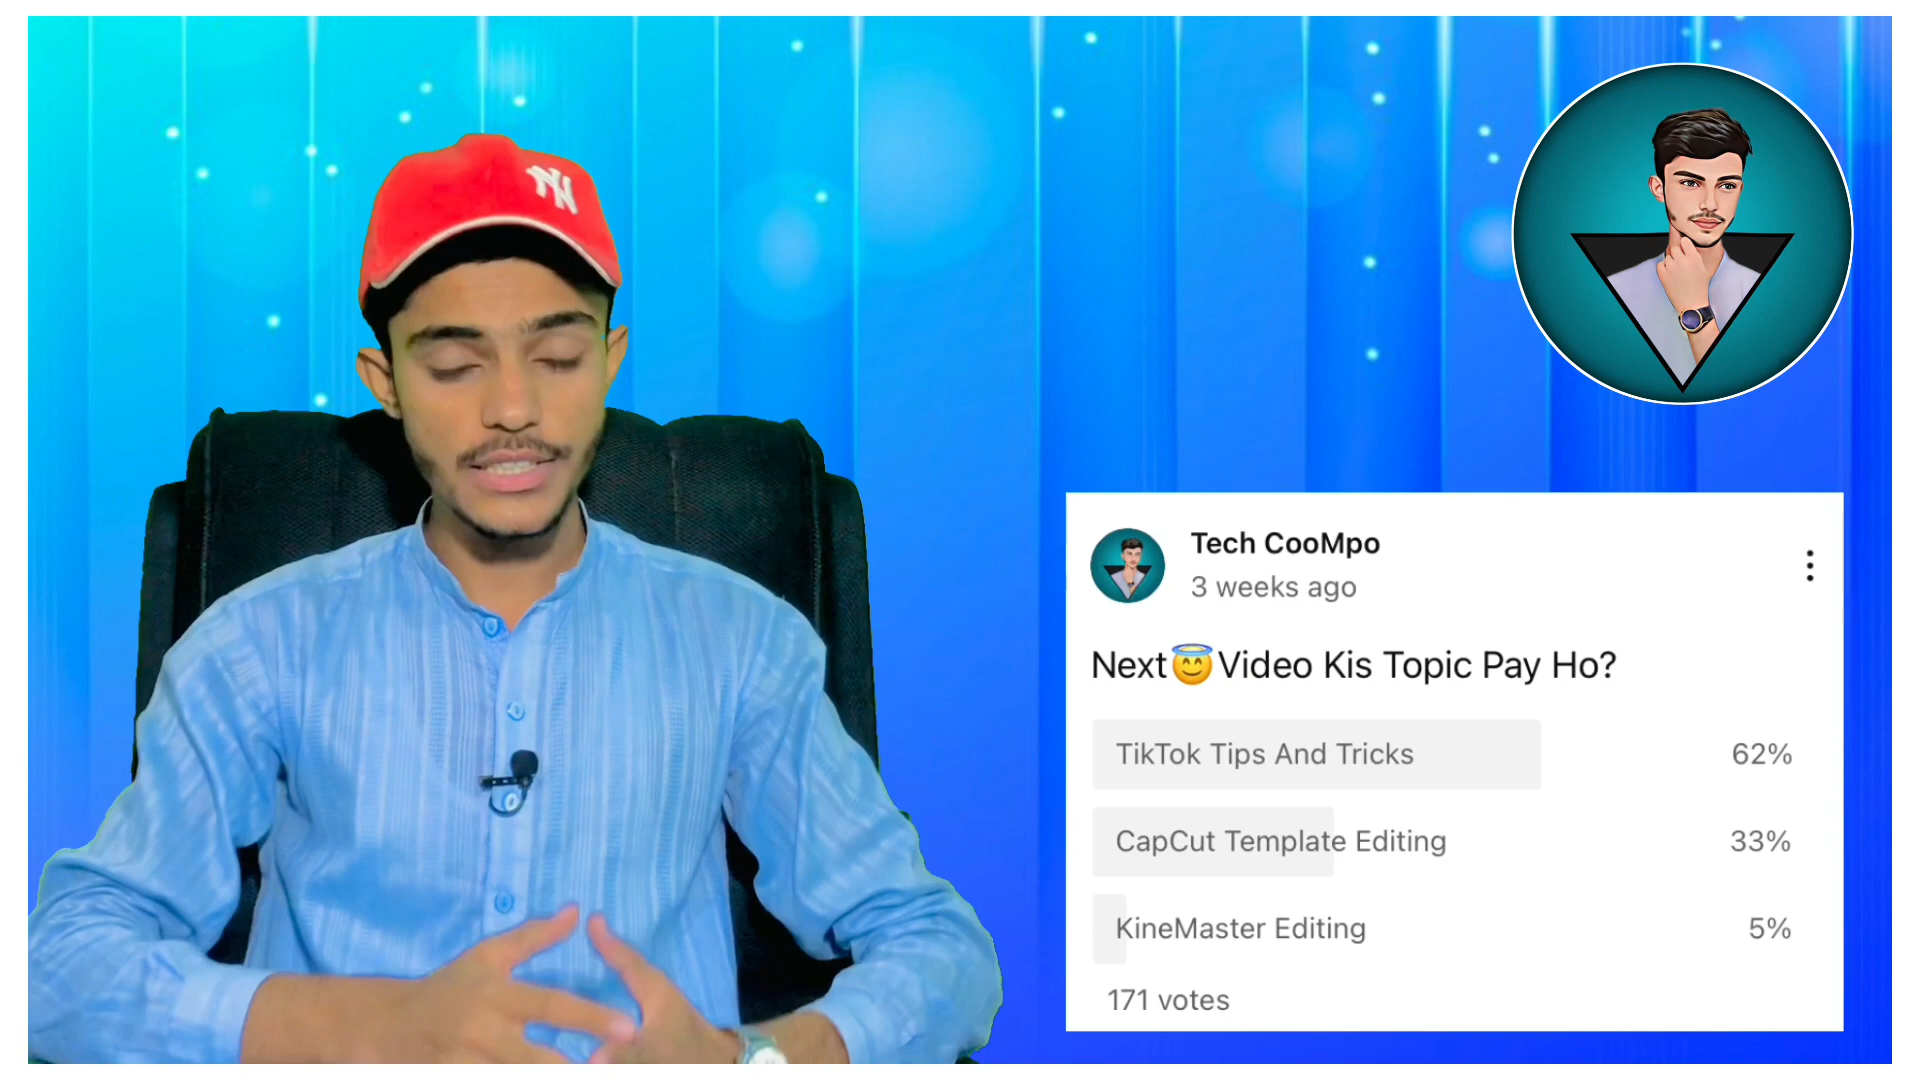 NY
Tech CooMpo
3 weeks ago
Next😇Video Kis Topic Pay Ho?
TikTok Tips And Tricks 62%
CapCut Template Editing 33%
KineMaster Editing 5%
171 votes